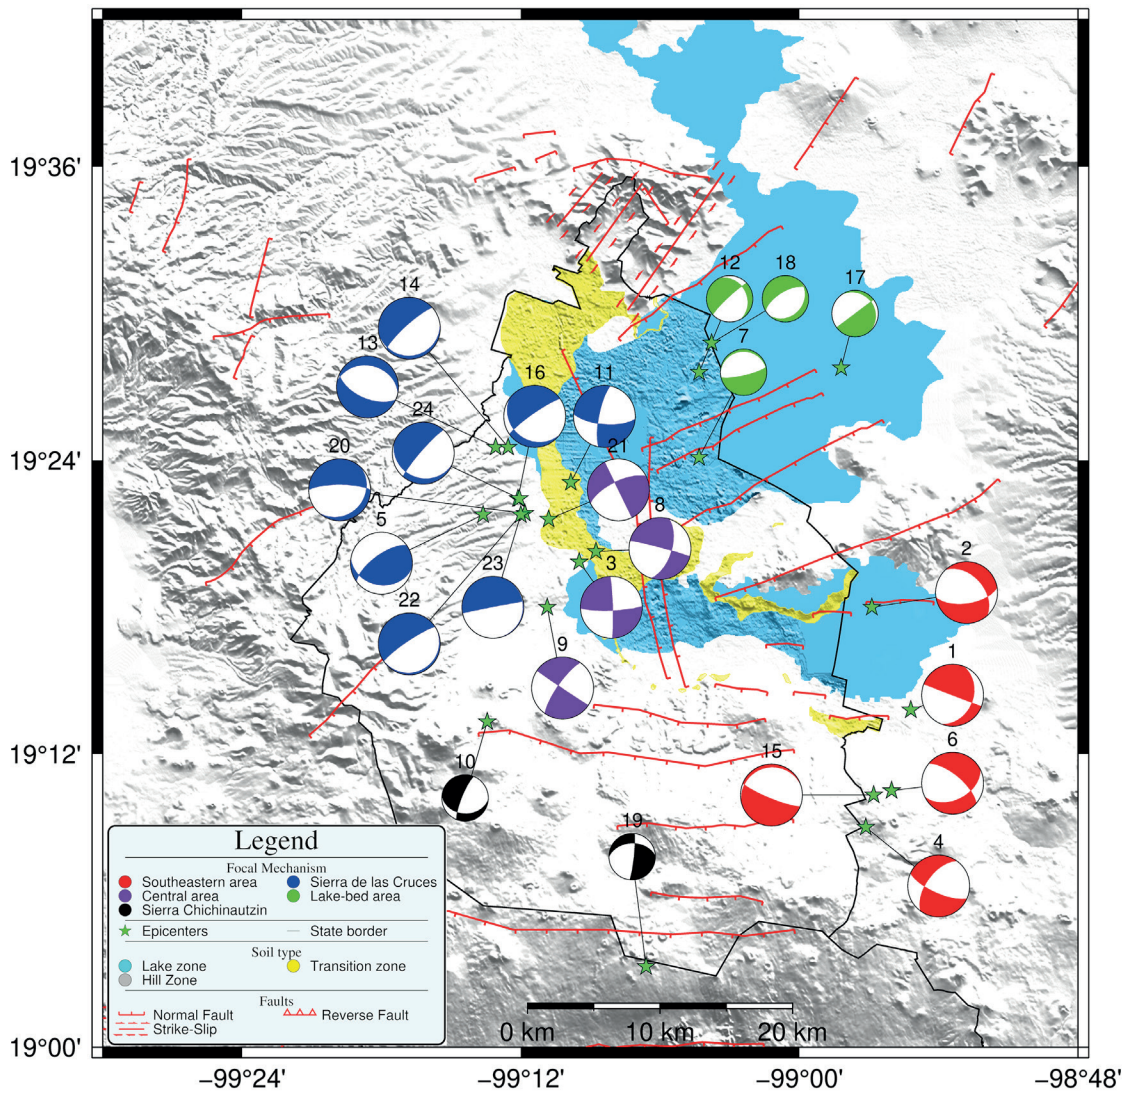 19°36'
19°24'
19°12'
19°00'
−99°24'
−99°12'
−99°00'
−98°48'
12
18
17
14
7
13
16
11
24
20
21
5
8
23
3
2
22
9
1
6
15
10
19
4
Legend
Focal Mechanism
Southeastern area
Sierra de las Cruces
Central area
Lake-bed area
Sierra Chichinautzin
Epicenters
State border
Soil type
Lake zone
Transition zone
Hill Zone
Faults
Normal Fault
Reverse Fault
Strike-Slip
0 km
10 km
20 km